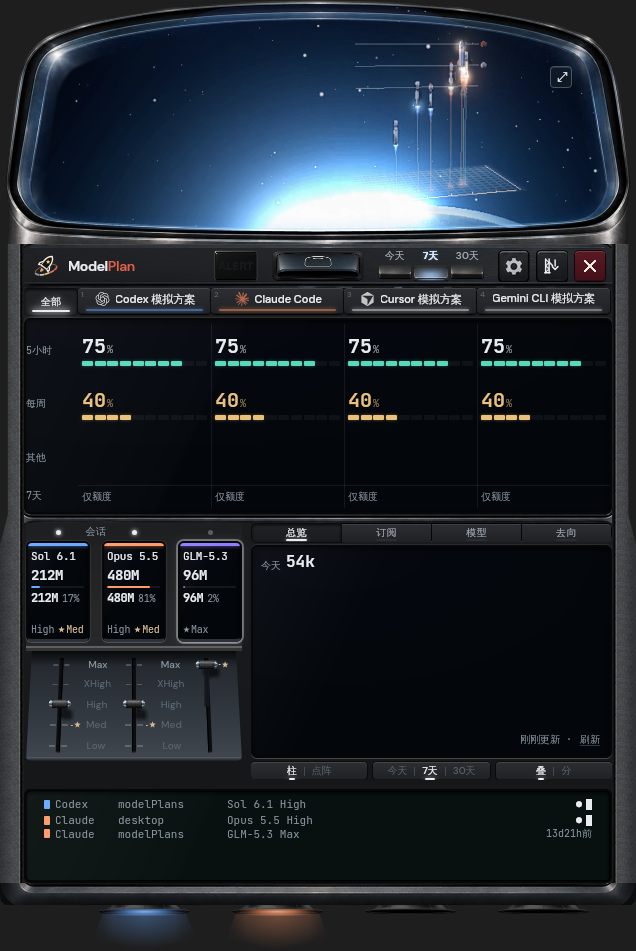 ModelPlan
ALERT
今天 7天 30天
全部
1 Codex 模拟方案
2 Claude Code
3 Cursor 模拟方案
4 Gemini CLI 模拟方案
5小时 75% 75% 75% 75%
每周 40% 40% 40% 40%
其他
7天 仅额度 仅额度 仅额度 仅额度
会话
总览 订阅 模型 去向
Sol 6.1 Opus 5.5 GLM-5.3
212M 480M 96M
212M 17% 480M 81% 96M 2%
High ★Med High ★Med ★Max
今天 54k
Max Max ★
XHigh XHigh
High High
★ Med ★ Med
Low Low
刚刚更新 · 刷新
柱 | 点阵 今天 | 7天 | 30天 叠 | 分
Codex modelPlans Sol 6.1 High
Claude desktop Opus 5.5 High
Claude modelPlans GLM-5.3 Max 13d21h前